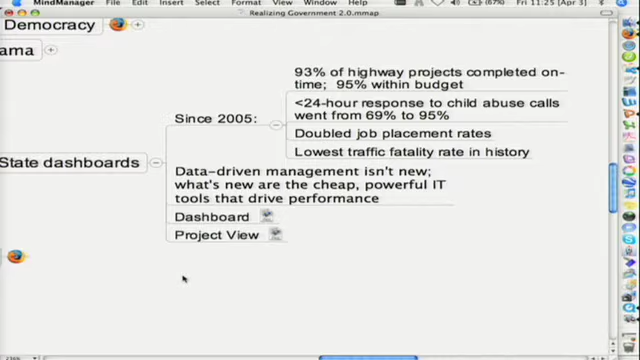 MindManager File Edit Insert Select Format View Window Help (67%) Fri 11:25 (Apr 3)
Realizing Government 2.0.mmap
Democracy
ama
93% of highway projects completed on-
time; 95% within budget
<24-hour response to child abuse calls
went from 69% to 95%
Since 2005:
Doubled job placement rates
Lowest traffic fatality rate in history
State dashboards
Data-driven management isn't new;
what's new are the cheap, powerful IT
tools that drive performance
Dashboard
Project View